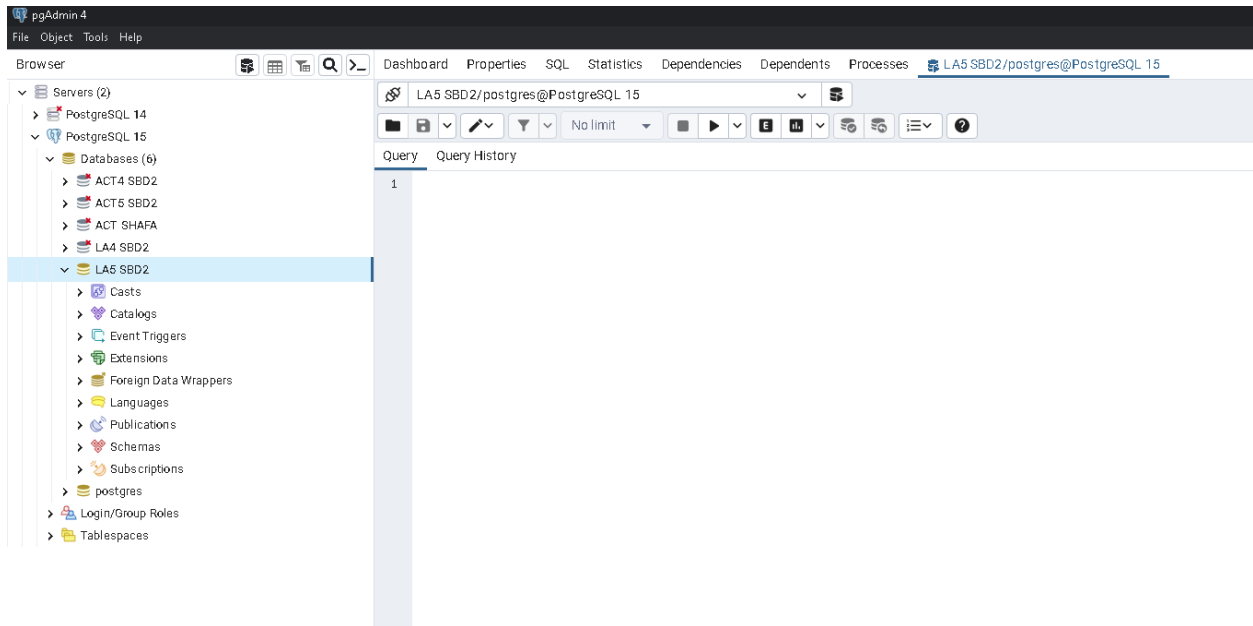 pgAdmin 4
File Object Tools Help
Browser
Dashboard Properties SQL Statistics Dependencies Dependents Processes LA5 SBD2/postgres@PostgreSQL 15
Servers (2)
LA5 SBD2/postgres@PostgreSQL 15
PostgreSQL 14
No limit
E
PostgreSQL 15
Databases (6)
Query Query History
ACT4 SBD2
1
ACT5 SBD2
ACT SHAFA
LA4 SBD2
LA5 SBD2
Casts
Catalogs
Event Triggers
Extensions
Foreign Data Wrappers
Languages
Publications
Schemas
Subscriptions
postgres
Login/Group Roles
Tablespaces